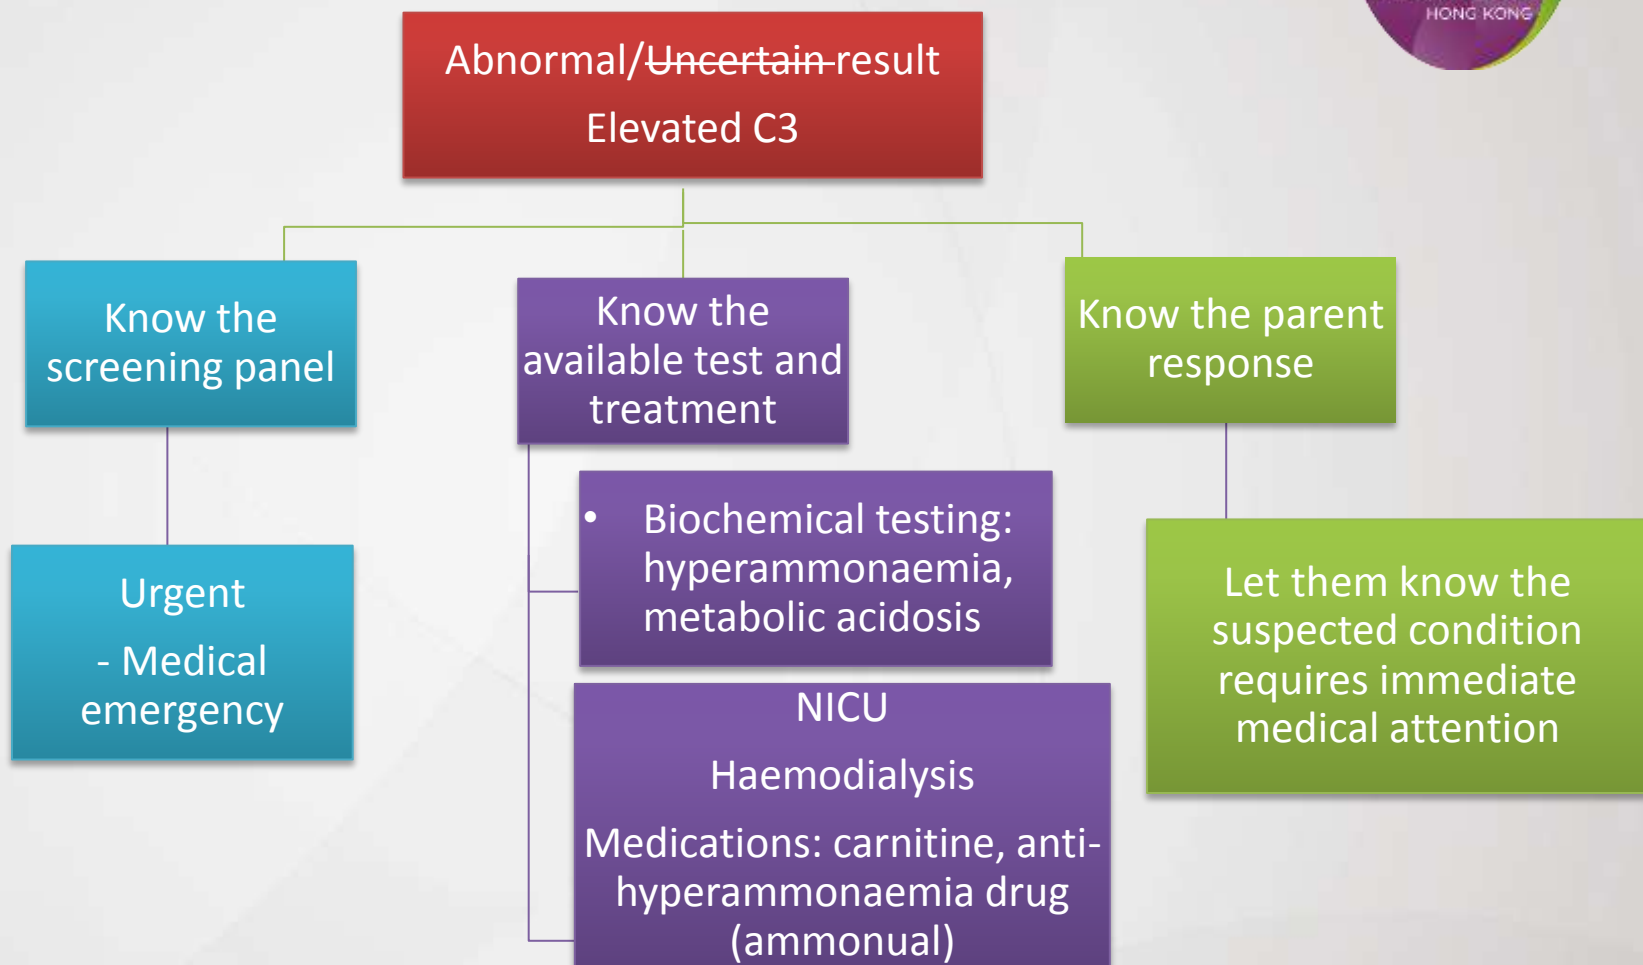 HONG KONG
Abnormal/Uncertain result
Elevated C3
Know the
screening panel
Urgent
- Medical
emergency
Know the
available test and
treatment
• Biochemical testing:
hyperammonaemia,
metabolic acidosis
NICU
Haemodialysis
Medications: carnitine, anti-
hyperammonaemia drug
(ammonual)
Know the parent
response
Let them know the
suspected condition
requires immediate
medical attention